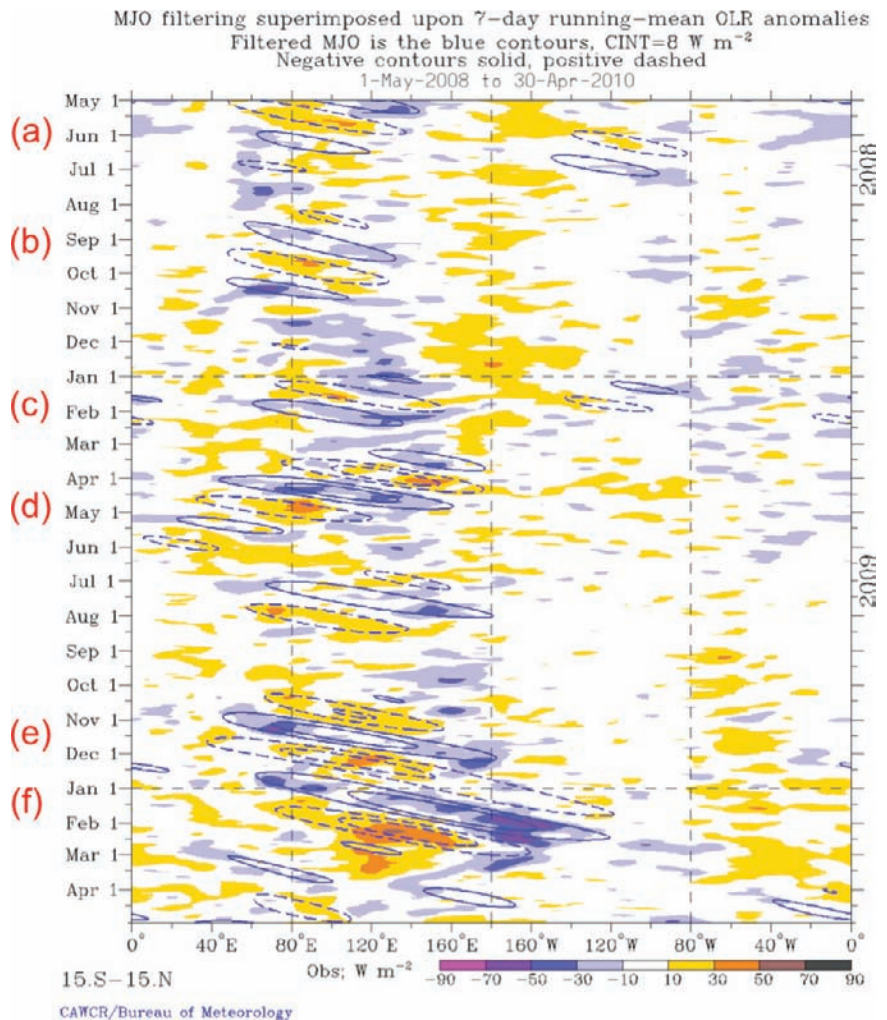 MJO filtering superimposed upon 7-day running-mean OLR anomalies
Filtered MJO is the blue contours, CINT=8 W m⁻²
Negative contours solid, positive dashed
1-May-2008 to 30-Apr-2010
May 1
(a)
Jun 1
Jul 1
2008
Aug 1
(b)
Sep 1
Oct 1
Nov 1
Dec 1
Jan 1
(c)
Feb 1
Mar 1
Apr 1
(d)
May 1
Jun 1
Jul 1
2009
Aug 1
Sep 1
Oct 1
(e)
Nov 1
Dec 1
Jan 1
(f)
Feb 1
Mar 1
Apr 1
0° 40°E 80°E 120°E 160°E 160°W 120°W 80°W 40°W 0°
15.S-15.N
Obs; W m⁻²
-90 -70 -50 -30 -10 10 30 50 70 90
CAWCR/Bureau of Meteorology